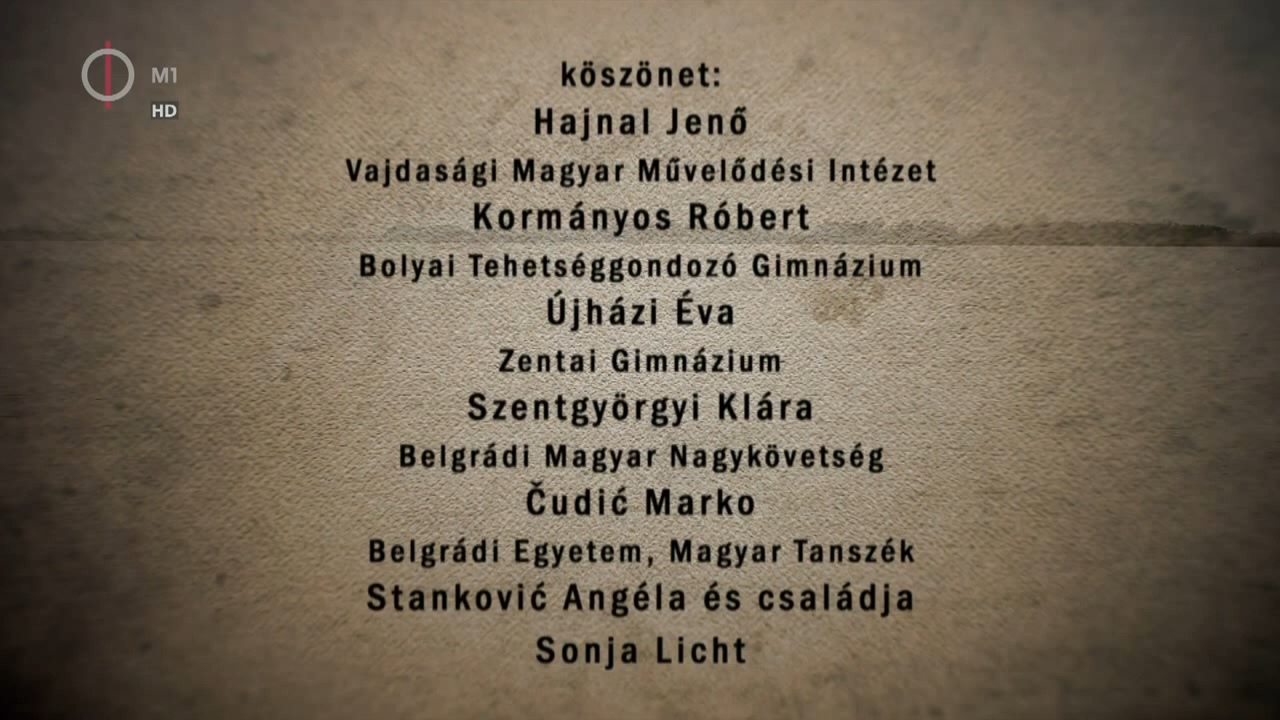 M1
HD
köszönet:
Hajnal Jenő
Vajdasági Magyar Művelődési Intézet
Kormányos Róbert
Bolyai Tehetséggondozó Gimnázium
Újházi Éva
Zentai Gimnázium
Szentgyörgyi Klára
Belgrádi Magyar Nagykövetség
Čudić Marko
Belgrádi Egyetem, Magyar Tanszék
Stanković Angéla és családja
Sonja Licht